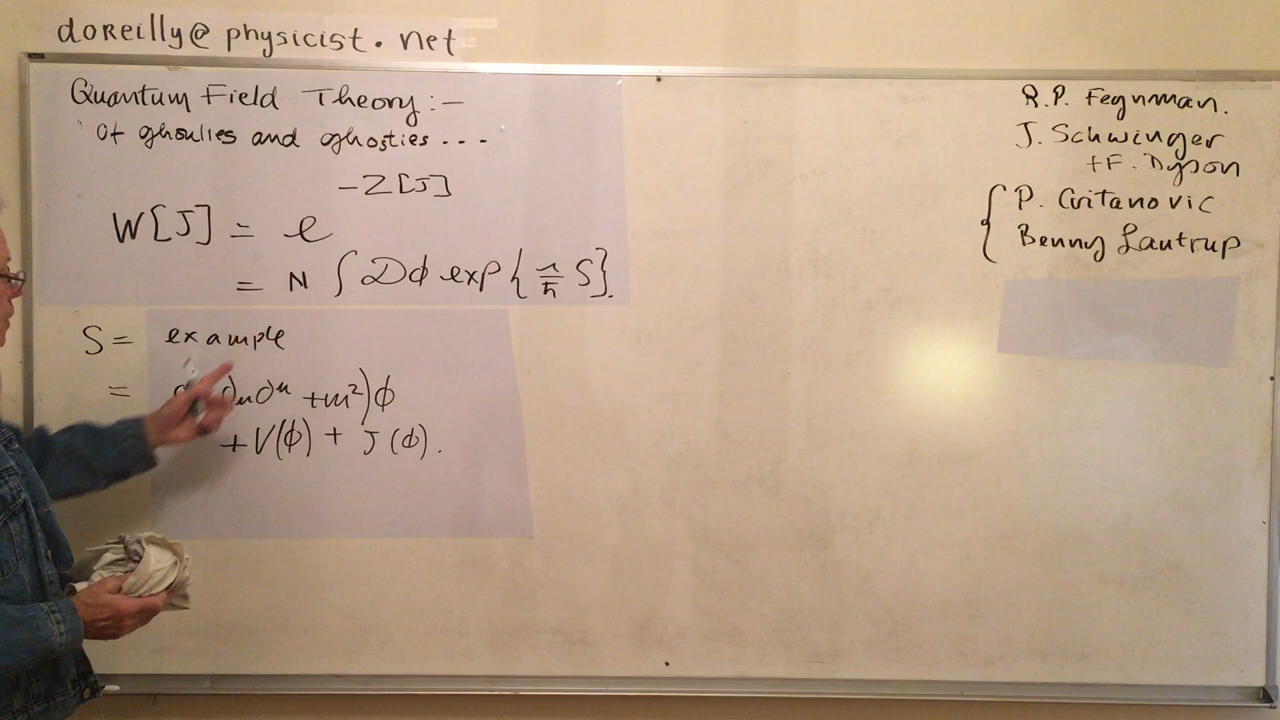 doreilly@physicist.net
Quantum Field Theory:-
"Of ghoulies and ghosties ---
W[J] = e^{-Z[J]}
= N ∫ Dϕ exp{i/ħ S}.
S = example
= ∂_μ∂^μ + m²)ϕ
+ V(ϕ) + J(ϕ).
R.P. Feynman.
J. Schwinger
+F. Dyson
P. Cvitanovic
Benny Lautrup